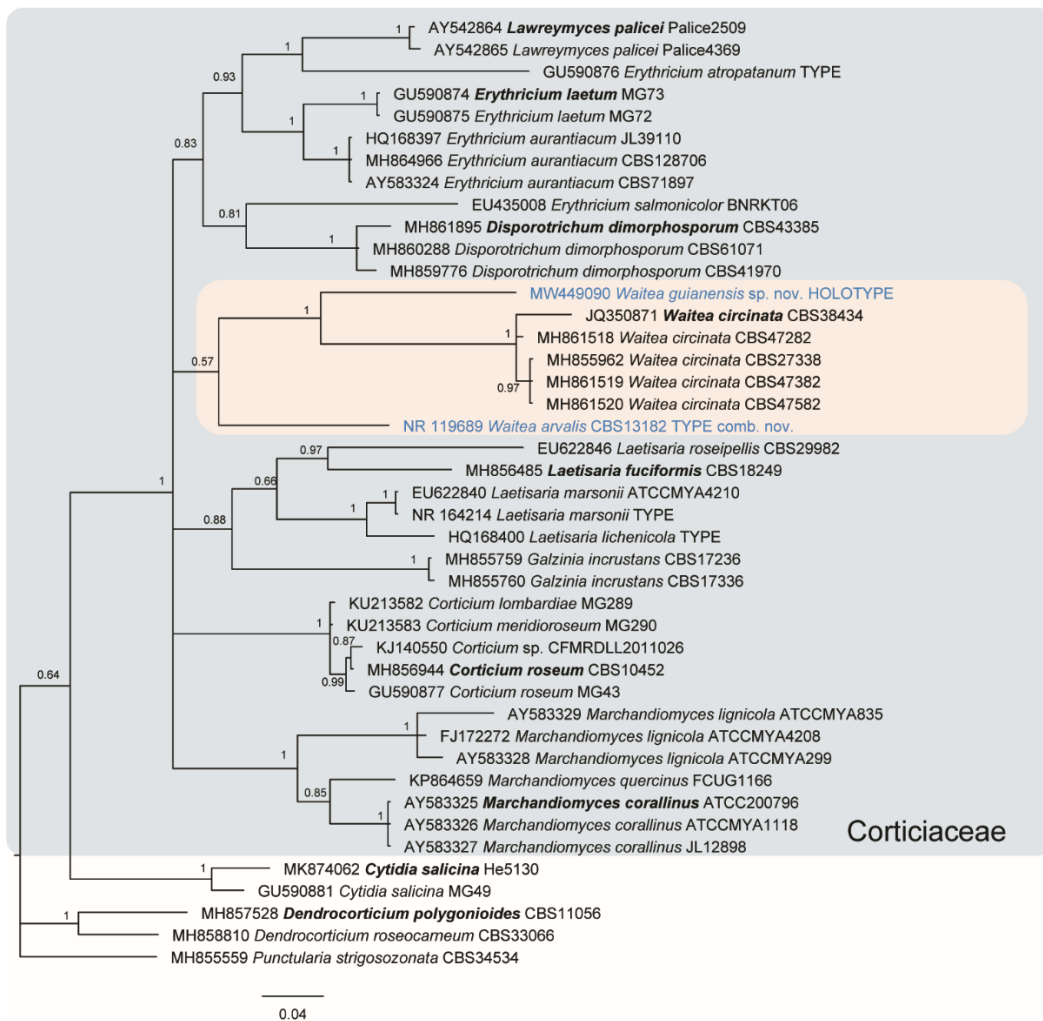 1
AY542864 Lawreymyces palicei Palice2509
1
AY542865 Lawreymyces palicei Palice4369
0.93
GU590876 Erythricium atropatanum TYPE
1
GU590874 Erythricium laetum MG73
1
GU590875 Erythricium laetum MG72
1
HQ168397 Erythricium aurantiacum JL39110
0.83
1
MH864966 Erythricium aurantiacum CBS128706
AY583324 Erythricium aurantiacum CBS71897
EU435008 Erythricium salmonicolor BNRKT06
0.81
MH861895 Disporotrichum dimorphosporum CBS43385
1
MH860288 Disporotrichum dimorphosporum CBS61071
MH859776 Disporotrichum dimorphosporum CBS41970
MW449090 Waitea guianensis sp. nov. HOLOTYPE
1
JQ350871 Waitea circinata CBS38434
1
MH861518 Waitea circinata CBS47282
0.57
MH855962 Waitea circinata CBS27338
0.97
MH861519 Waitea circinata CBS47382
MH861520 Waitea circinata CBS47582
NR 119689 Waitea arvalis CBS13182 TYPE comb. nov.
0.97
EU622846 Laetisaria roseipellis CBS29982
MH856485 Laetisaria fuciformis CBS18249
0.66
1
1
EU622840 Laetisaria marsonii ATCCMYA4210
1
NR 164214 Laetisaria marsonii TYPE
0.88
HQ168400 Laetisaria lichenicola TYPE
1
MH855759 Galzinia incrustans CBS17236
MH855760 Galzinia incrustans CBS17336
KU213582 Corticium lombardiae MG289
1
KU213583 Corticium meridioroseum MG290
0.87
KJ140550 Corticium sp. CFMRDLL2011026
0.64
MH856944 Corticium roseum CBS10452
0.99
GU590877 Corticium roseum MG43
AY583329 Marchandiomyces lignicola ATCCMYA835
1
FJ172272 Marchandiomyces lignicola ATCCMYA4208
1
AY583328 Marchandiomyces lignicola ATCCMYA299
KP864659 Marchandiomyces quercinus FCUG1166
0.85
AY583325 Marchandiomyces corallinus ATCC200796
1
AY583326 Marchandiomyces corallinus ATCCMYA1118
AY583327 Marchandiomyces corallinus JL12898
Corticiaceae
1
MK874062 Cytidia salicina He5130
GU590881 Cytidia salicina MG49
1
MH857528 Dendrocorticium polygonioides CBS11056
MH858810 Dendrocorticium roseocarneum CBS33066
MH855559 Punctularia strigosozonata CBS34534
0.04